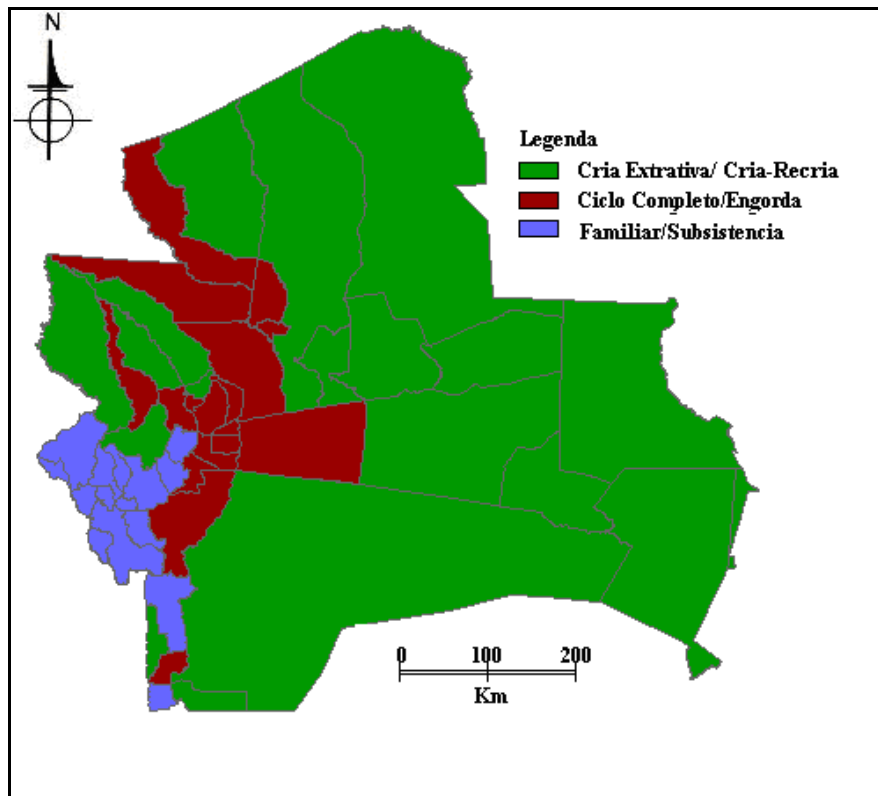 N
Legenda
Cria Extrativa/ Cria-Recria
Ciclo Completo/Engorda
Familiar/Subsistencia
0 100 200
Km